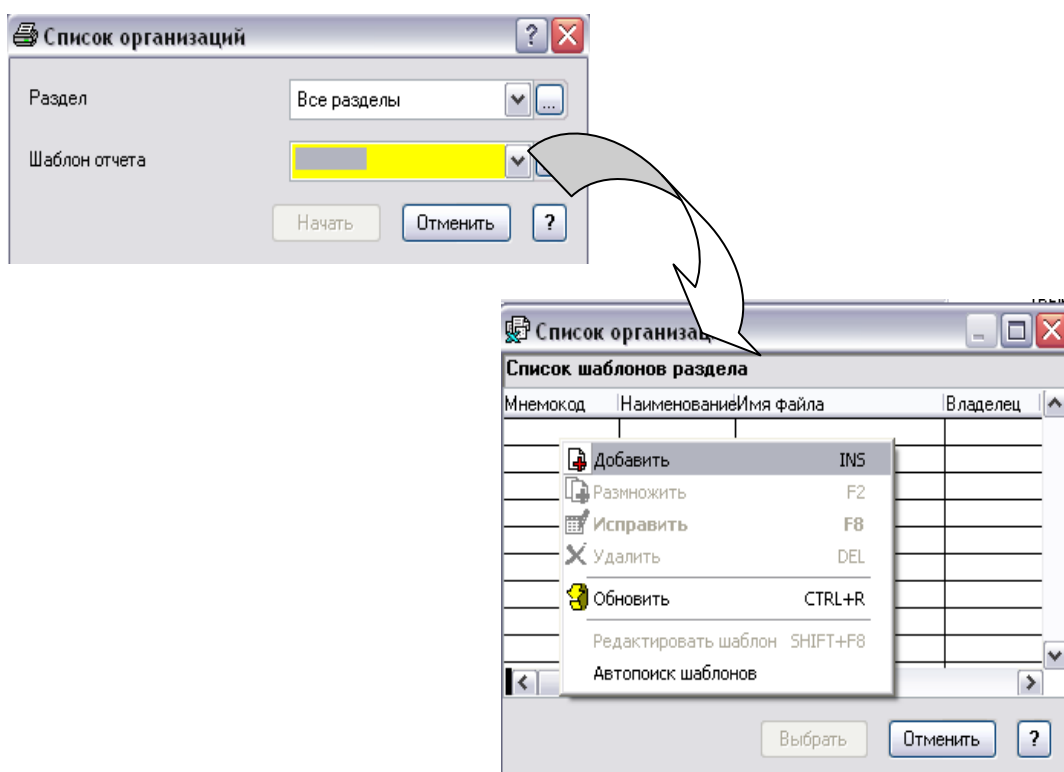 Список организаций
?
Раздел
Все разделы
...
Шаблон отчета
Начать
Отменить
?
Список организац
Список шаблонов раздела
Мнемокод Наименование Имя файла Владелец
Добавить INS
Размножить F2
Исправить F8
Удалить DEL
Обновить CTRL+R
Редактировать шаблон SHIFT+F8
Автопоиск шаблонов
Выбрать
Отменить
?